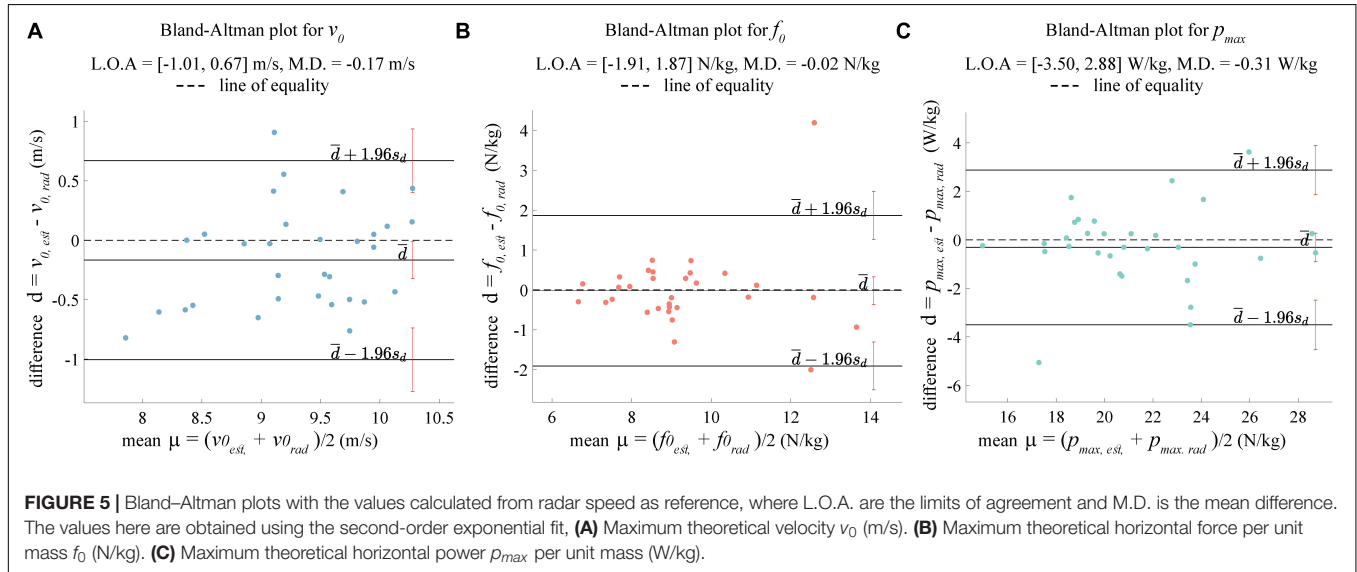 A
Bland-Altman plot for v0
L.O.A = [-1.01, 0.67] m/s, M.D. = -0.17 m/s
line of equality
difference d = v0, est - v0, rad (m/s)
1
0.5
0
-0.5
-1
d̅ + 1.96sd
d̅
d̅ − 1.96sd
8 8.5 9 9.5 10 10.5
mean μ = (v0est, + v0rad)/2 (m/s)
B
Bland-Altman plot for f0
L.O.A = [-1.91, 1.87] N/kg, M.D. = -0.02 N/kg
line of equality
difference d = f0, est - f0, rad (N/kg)
4
3
2
1
0
-1
-2
d̅ + 1.96sd
d̅
d̅ − 1.96sd
6 8 10 12 14
mean μ = (f0est, + f0rad)/2 (N/kg)
C
Bland-Altman plot for pmax
L.O.A = [-3.50, 2.88] W/kg, M.D. = -0.31 W/kg
line of equality
difference d = pmax, est - pmax, rad (W/kg)
4
2
0
-2
-4
-6
d̅ + 1.96sd
d̅
d̅ − 1.96sd
16 18 20 22 24 26 28
mean μ = (pmax, est, + pmax. rad)/2 (N/kg)
FIGURE 5 | Bland–Altman plots with the values calculated from radar speed as reference, where L.O.A. are the limits of agreement and M.D. is the mean difference.
The values here are obtained using the second-order exponential fit, (A) Maximum theoretical velocity v0 (m/s). (B) Maximum theoretical horizontal force per unit
mass f0 (N/kg). (C) Maximum theoretical horizontal power pmax per unit mass (W/kg).